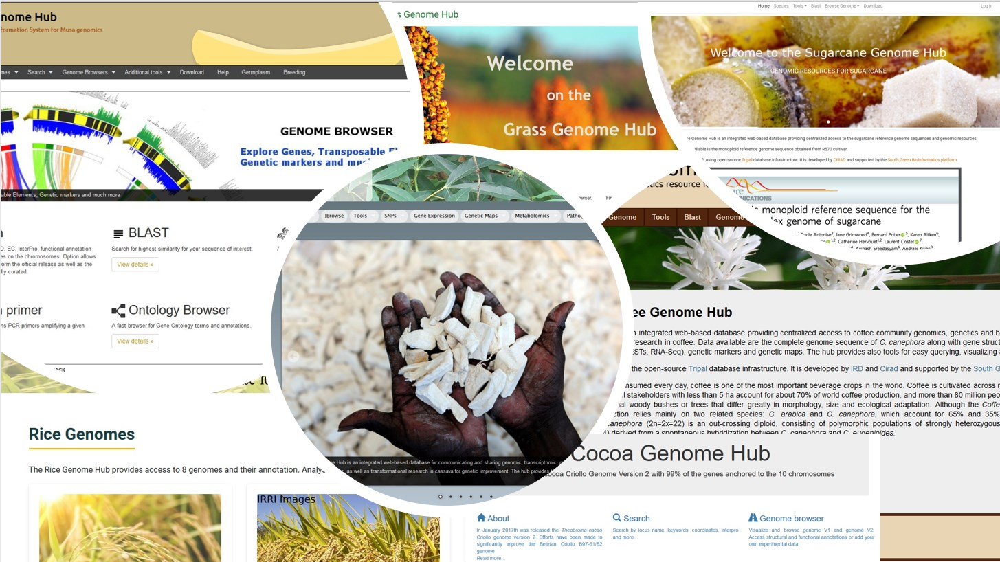 nome Hub
formation System for Musa genomics
Search
Genome Browsers
Additional tools
Download
Help
Germplasm
Breeding
GENOME BROWSER
Explore Genes, Transposable
Genetic markers and
able Elements, Genetic markers and much more
BLAST
Search for highest similarity for your sequence of interest.
View details »
O, EC, InterPro, functional annotation
es on the chromosomes. Option allows
orm the official release as well as the
lly curated.
primer
ns PCR primers amplifying a given
Ontology Browser
A fast browser for Gene Ontology terms and annotations.
View details »
s Genome Hub
Welcome
on the
Grass Genome Hub
Home
Species
Tools
Blast
Browse Genome
Download
Log in
Welcome to the Sugarcane Genome Hub
GENOMIC RESOURCES FOR SUGARCANE
Genome Hub is an integrated web-based database providing centralized access to the sugarcane reference genome sequences and genomic resources.
ailable is the monoploid reference genome sequence obtained from R570 cultivar.
using open-source Tripal database infrastructure. It is developed by CIRAD and supported by the South Green Bioinformatics platform.
monoploid reference sequence for the
lex genome of sugarcane
Antonise3, Jane Grimwood4, Bernard Potier 5, Karen Aitken6,
1,2, Catherine Hervouet1,2, Laurent Costet 7,
Avinash Sreedasyam4, Andrzej Kilian8
etics resource
Genome
Tools
Blast
Genome
JBrowse
Tools
SNPs
Gene Expression
Genetic Maps
Metabolomics
Hub is an integrated web-based database for communicating and sharing genomic, transcriptomic,
as well as transformational research in cassava for genetic improvement. The hub provides
ee Genome Hub
integrated web-based database providing centralized access to coffee community genomics, genetics and b
research in coffee. Data available are the complete genome sequence of C. canephora along with gene struct
ESTs, RNA-Seq), genetic markers and genetic maps. The hub provides also tools for easy querying, visualizing
the open-source Tripal database infrastructure. It is developed by IRD and Cirad and supported by the South G
nsumed every day, coffee is one of the most important beverage crops in the world. Coffee is cultivated across
l stakeholders with less than 5 ha account for about 70% of world coffee production, and more than 80 million peo
nal woody bushes or trees that differ greatly in morphology, size and ecological adaptation. Although the Coffe
ction relies mainly on two related species: C. arabica and C. canephora, which account for 65% and 35%
anephora (2n=2x=22) is an out-crossing diploid, consisting of polymorphic populations of strongly heterozygous
4) derived from a spontaneous hybridization between C. canephora and C. eugenioides.
Rice Genomes
The Rice Genome Hub provides access to 8 genomes and their annotation.
IRRI Images
Cocoa Genome Hub
ocoa Criollo Genome Version 2 with 99% of the genes anchored to the 10 chromosomes
About
In January 2017th was released the Theobroma cacao
Criollo genome version 2. Efforts have been made to
significantly improve the Belizian Criollo B97-61/B2
genome
Read more...
Search
Search by locus name, keywords, coordinates, Interpro
and more...
Genome browser
Visualize and browse genome V1 and genome V2.
Access structural and functional annotations or add your
own experimental data